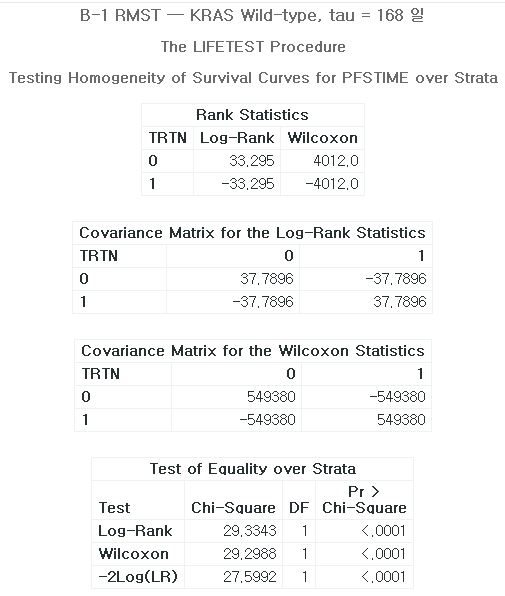 B-1 RMST — KRAS Wild-type, tau = 168 일
The LIFETEST Procedure
Testing Homogeneity of Survival Curves for PFSTIME over Strata
Rank Statistics
TRTN Log-Rank Wilcoxon
0 33.295 4012.0
1 -33.295 -4012.0
Covariance Matrix for the Log-Rank Statistics
TRTN 0 1
0 37.7896 -37.7896
1 -37.7896 37.7896
Covariance Matrix for the Wilcoxon Statistics
TRTN 0 1
0 549380 -549380
1 -549380 549380
Test of Equality over Strata
Pr >
Test Chi-Square DF Chi-Square
Log-Rank 29.3343 1 <.0001
Wilcoxon 29.2988 1 <.0001
-2Log(LR) 27.5992 1 <.0001